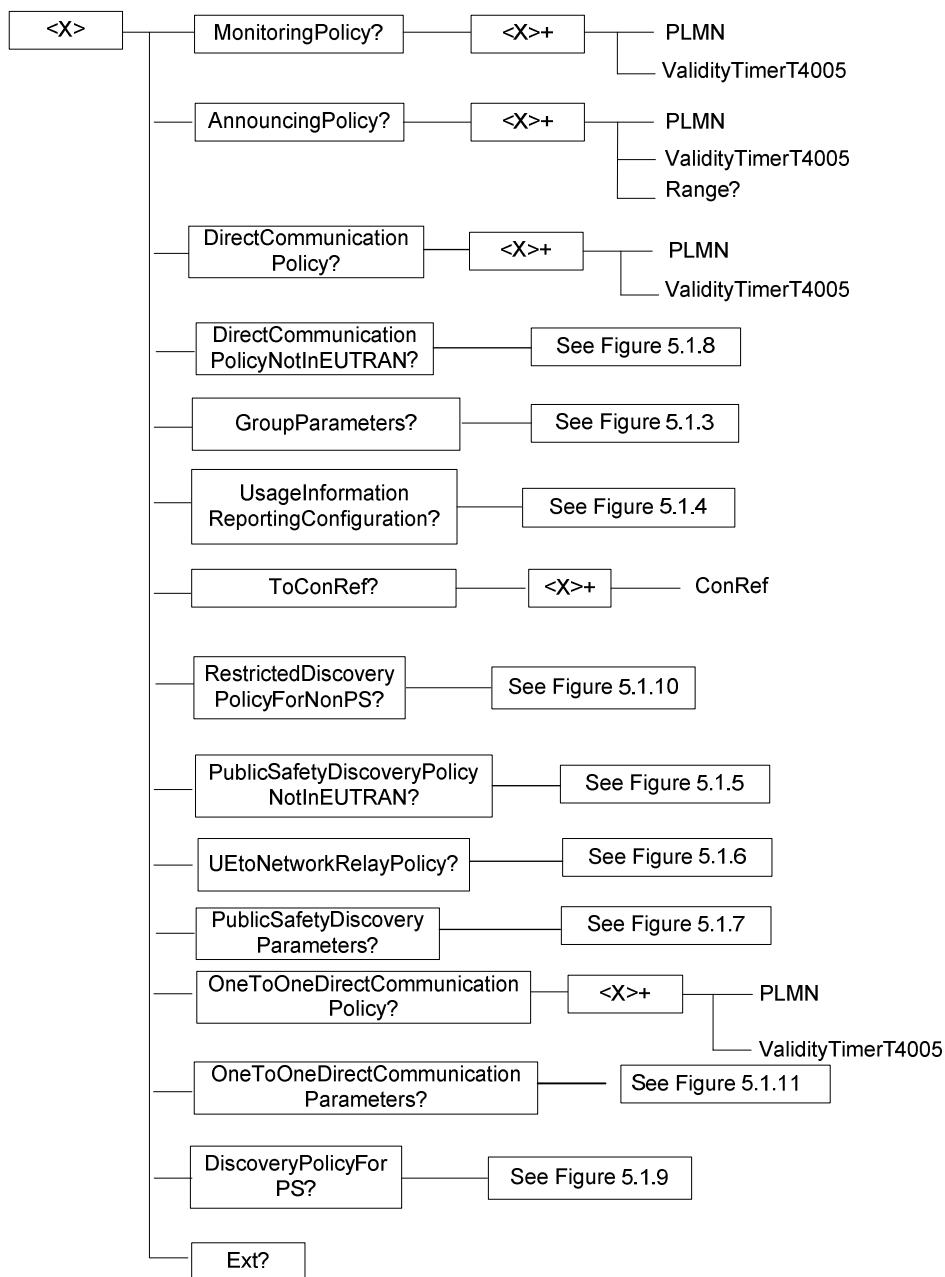 <X>
MonitoringPolicy?
<X>+
PLMN
ValidityTimerT4005
AnnouncingPolicy?
<X>+
PLMN
ValidityTimerT4005
Range?
DirectCommunication
Policy?
<X>+
PLMN
ValidityTimerT4005
DirectCommunication
PolicyNotInEUTRAN?
See Figure 5.1.8
GroupParameters?
See Figure 5.1.3
UsageInformation
ReportingConfiguration?
See Figure 5.1.4
ToConRef?
<X>+
ConRef
RestrictedDiscovery
PolicyForNonPS?
See Figure 5.1.10
PublicSafetyDiscoveryPolicy
NotInEUTRAN?
See Figure 5.1.5
UEtoNetworkRelayPolicy?
See Figure 5.1.6
PublicSafetyDiscovery
Parameters?
See Figure 5.1.7
OneToOneDirectCommunication
Policy?
<X>+
PLMN
ValidityTimerT4005
OneToOneDirectCommunication
Parameters?
See Figure 5.1.11
DiscoveryPolicyFor
PS?
See Figure 5.1.9
Ext?